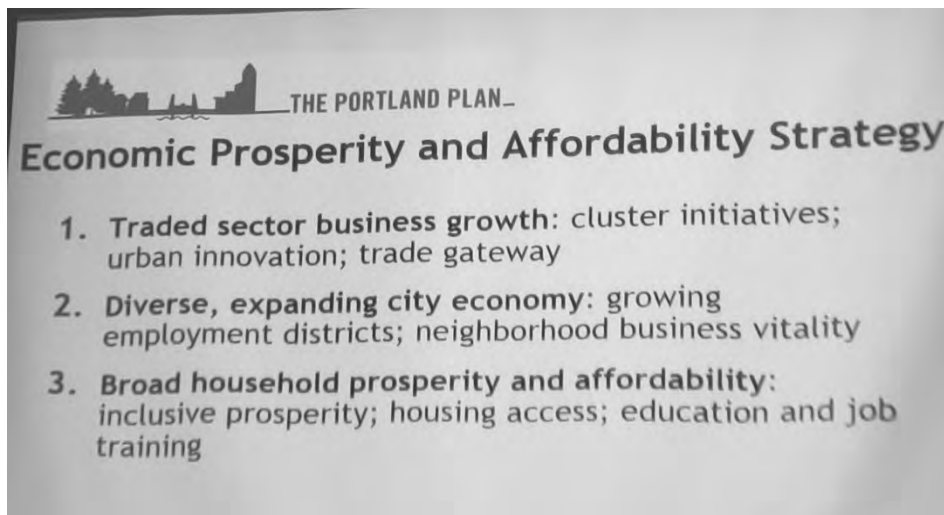 THE PORTLAND PLAN
Economic Prosperity and Affordability Strategy
1. Traded sector business growth: cluster initiatives;
urban innovation; trade gateway
2. Diverse, expanding city economy: growing
employment districts; neighborhood business vitality
3. Broad household prosperity and affordability:
inclusive prosperity; housing access; education and job
training